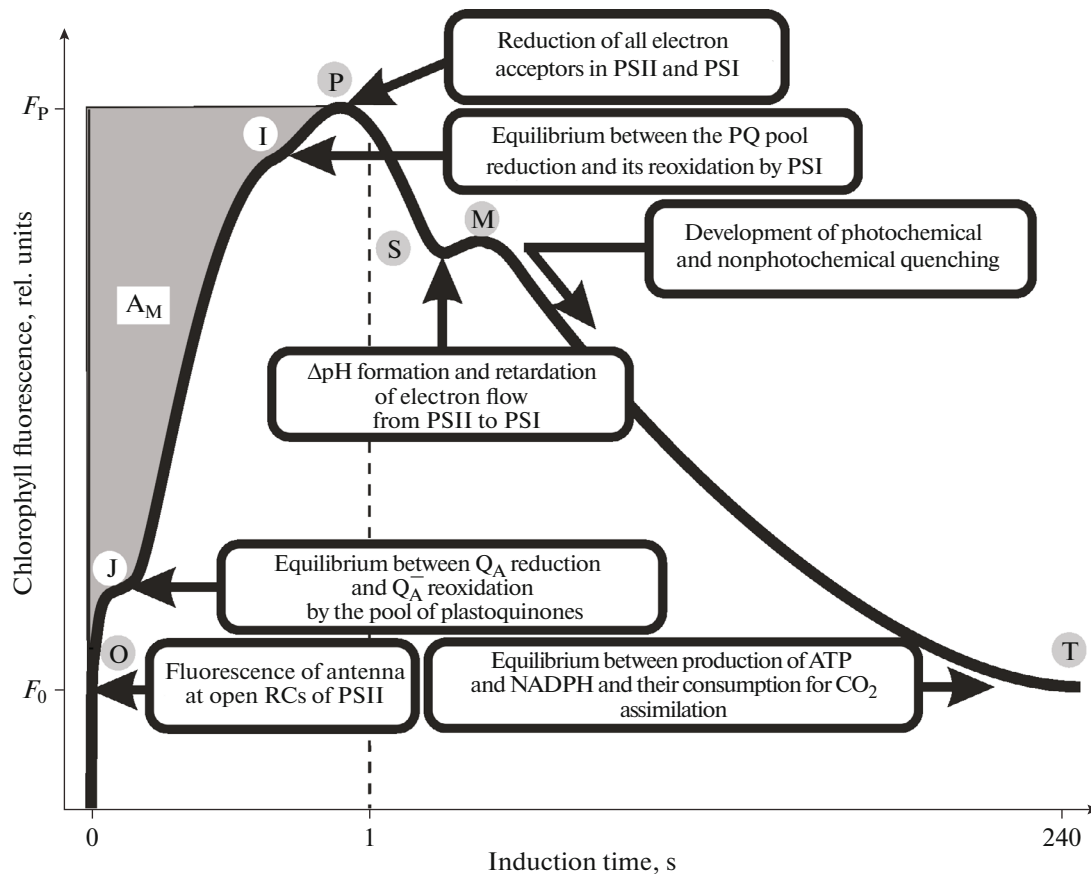 Chlorophyll fluorescence, rel. units
F_P
F_0
P
Reduction of all electron
acceptors in PSII and PSI
I
Equilibrium between the PQ pool
reduction and its reoxidation by PSI
S
M
Development of photochemical
and nonphotochemical quenching
A_M
ΔpH formation and retardation
of electron flow
from PSII to PSI
J
Equilibrium between Q_A reduction
and Q_A^– reoxidation
by the pool of plastoquinones
O
Fluorescence of antenna
at open RCs of PSII
Equilibrium between production of ATP
and NADPH and their consumption for CO₂
assimilation
T
0
1
240
Induction time, s